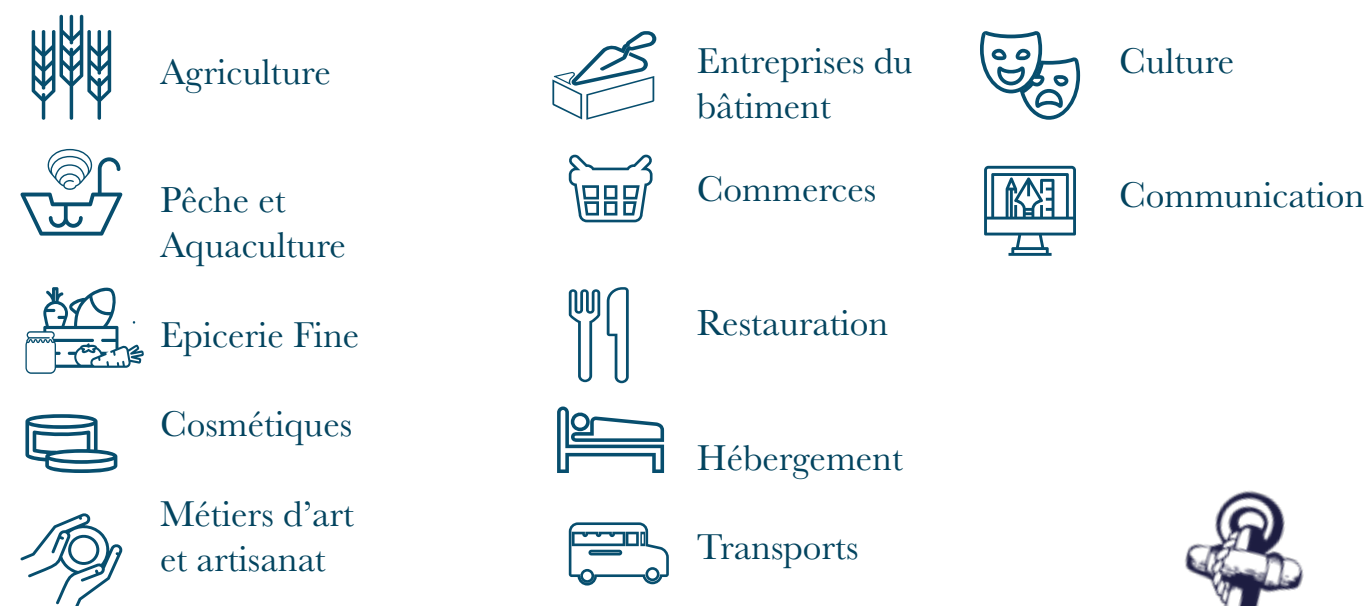 Agriculture
Pêche et
Aquaculture
Epicerie Fine
Cosmétiques
Métiers d’art
et artisanat
Entreprises du
bâtiment
Commerces
Restauration
Hébergement
Transports
Culture
Communication